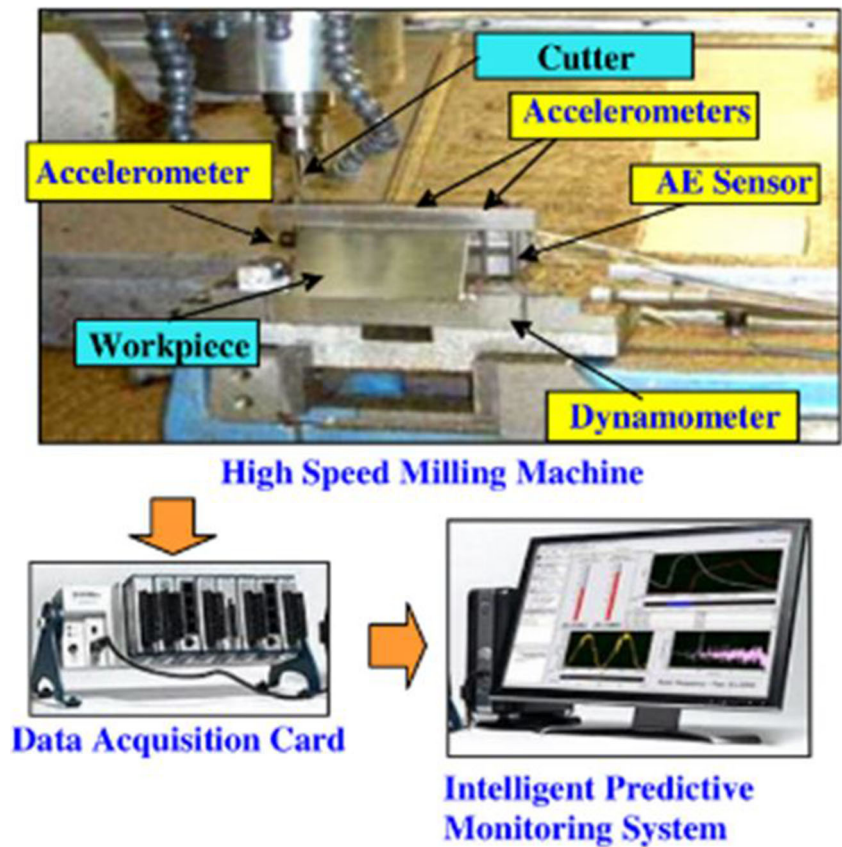 Cutter
Accelerometers
Accelerometer
AE Sensor
Workpiece
Dynamometer
High Speed Milling Machine
Data Acquisition Card
Intelligent Predictive
Monitoring System